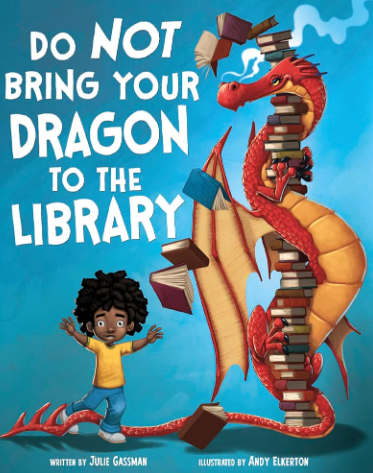 DO NOT
BRING YOUR
DRAGON
TO THE
LIBRARY
WRITTEN BY JULIE GASSMAN
ILLUSTRATED BY ANDY ELKERTON